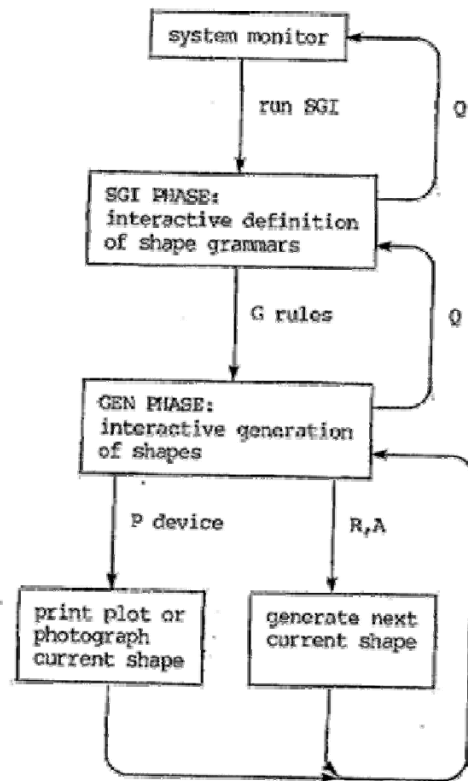 system monitor
run SGI
Q
SGI PHASE:
interactive definition
of shape grammars
G rules
Q
GEN PHASE:
interactive generation
of shapes
P device
R,A
print plot or
photograph
current shape
generate next
current shape